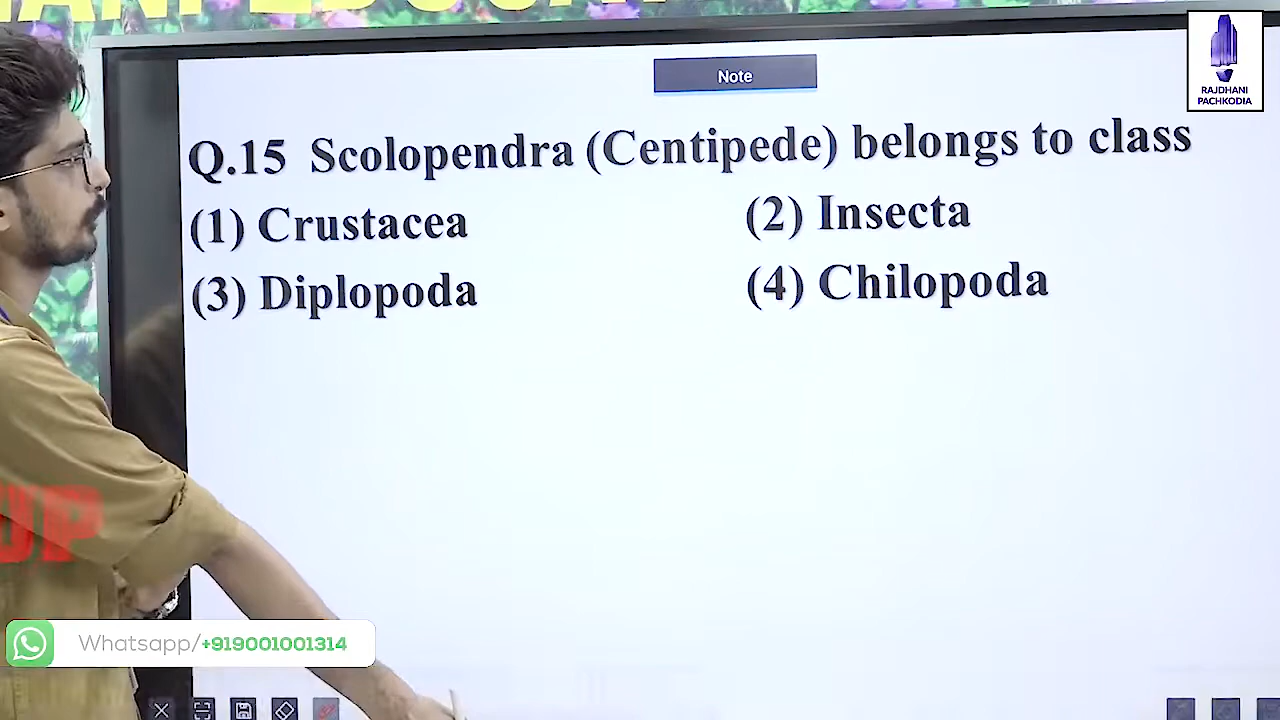 Note
RAJDHANI
PACHKODIA
Q.15 Scolopendra (Centipede) belongs to class
(1) Crustacea (2) Insecta
(3) Diplopoda (4) Chilopoda
UP
Whatsapp/+919001001314